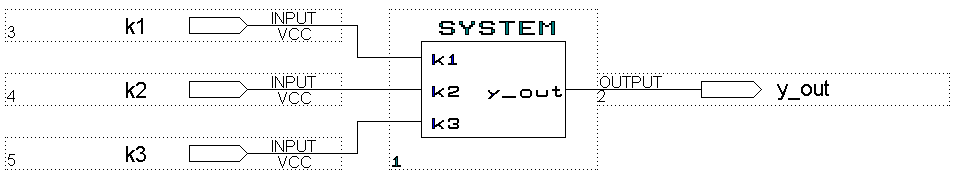 SYSTEM
3 k1 INPUT VCC
k1
4 k2 INPUT VCC
k2 y_out
OUTPUT
2 y_out
k3
5 k3 INPUT VCC
1